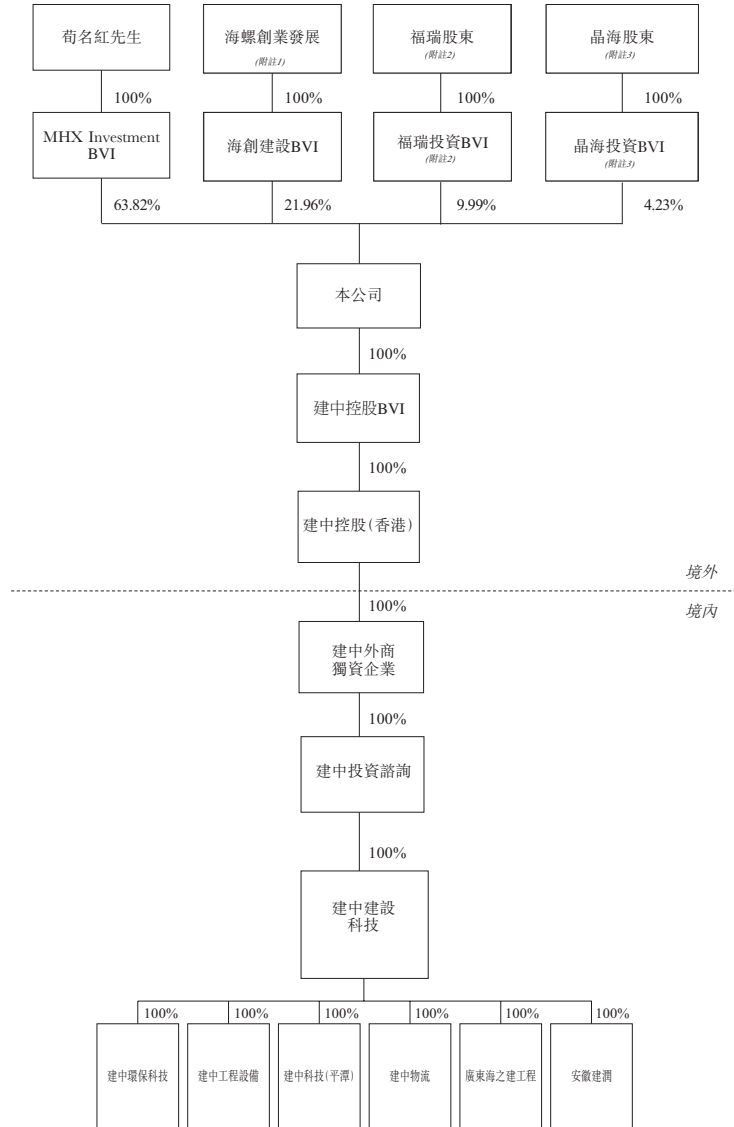 荀名紅先生
海螺創業發展
(附註1)
福瑞股東
(附註2)
晶海股東
(附註3)
100%
100%
100%
100%
MHX Investment
BVI
海創建設BVI
福瑞投資BVI
(附註2)
晶海投資BVI
(附註3)
63.82%
21.96%
9.99%
4.23%
本公司
100%
建中控股BVI
100%
建中控股(香港)
境外
100%
境內
建中外商
獨資企業
100%
建中投資諮詢
100%
建中建設
科技
100%
100%
100%
100%
100%
100%
建中環保科技
建中工程設備
建中科技(平潭)
建中物流
廣東海之建工程
安徽建潤